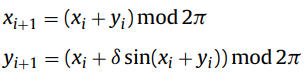 x_{i+1} = (x_i + y_i) mod 2π
y_{i+1} = (x_i + δ sin(x_i + y_i)) mod 2π